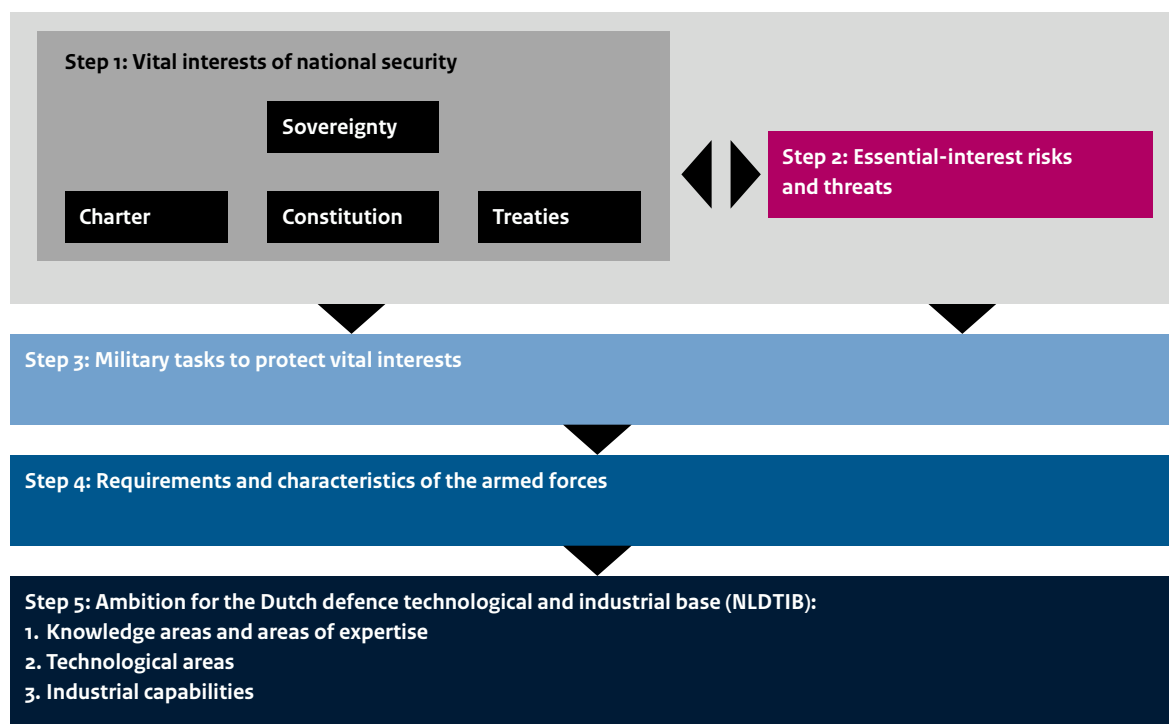 Step 1: Vital interests of national security
Sovereignty
Charter
Constitution
Treaties
Step 2: Essential-interest risks
and threats
Step 3: Military tasks to protect vital interests
Step 4: Requirements and characteristics of the armed forces
Step 5: Ambition for the Dutch defence technological and industrial base (NLDTIB):
1. Knowledge areas and areas of expertise
2. Technological areas
3. Industrial capabilities